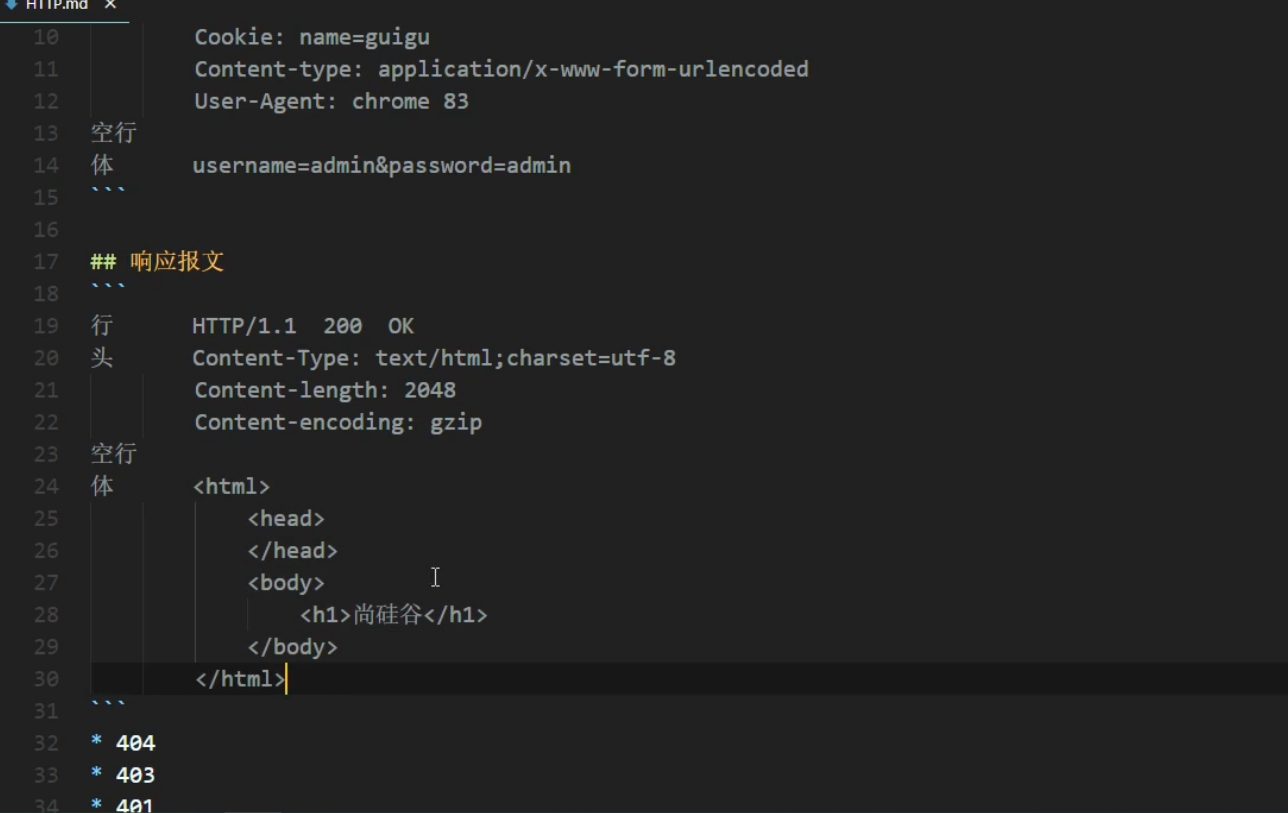 HTTP.md ×
10 Cookie: name=guigu
11 Content-type: application/x-www-form-urlencoded
12 User-Agent: chrome 83
13 空行
14 体 username=admin&password=admin
15 ```
16
17 ## 响应报文
18 ```
19 行 HTTP/1.1 200 OK
20 头 Content-Type: text/html;charset=utf-8
21 Content-length: 2048
22 Content-encoding: gzip
23 空行
24 体 <html>
25 <head>
26 </head>
27 <body>
28 <h1>尚硅谷</h1>
29 </body>
30 </html>
31 ```
32 * 404
33 * 403
34 * 401